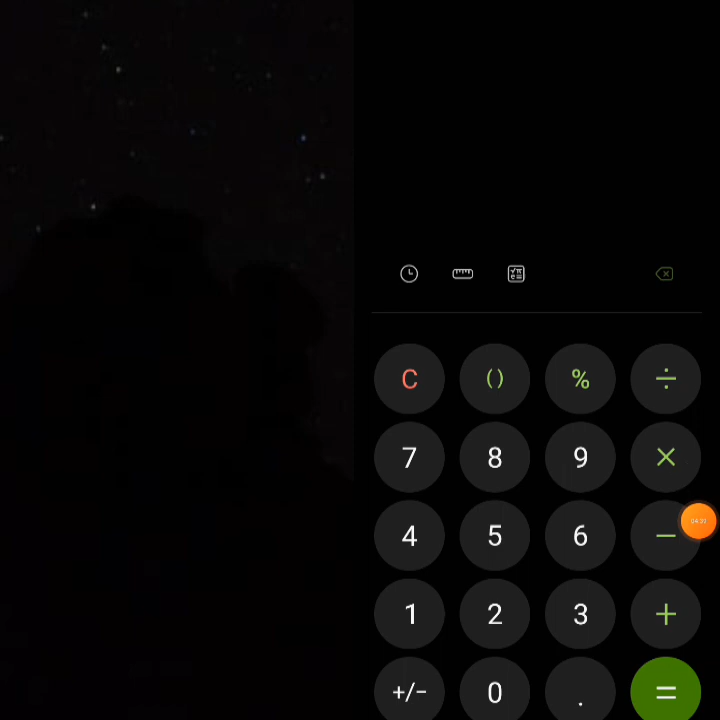 C ( ) % ÷
7 8 9 ×
4 5 6 −
1 2 3 +
+/− 0 . =